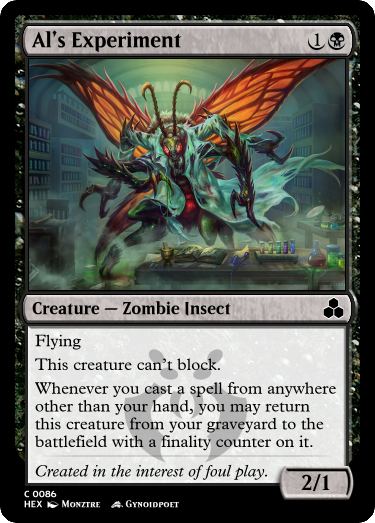 Al's Experiment 1
Creature — Zombie Insect
Flying
This creature can't block.
Whenever you cast a spell from anywhere
other than your hand, you may return
this creature from your graveyard to the
battlefield with a finality counter on it.
Created in the interest of foul play.
2/1
C 0086
HEX Monztre Gynoidpoet